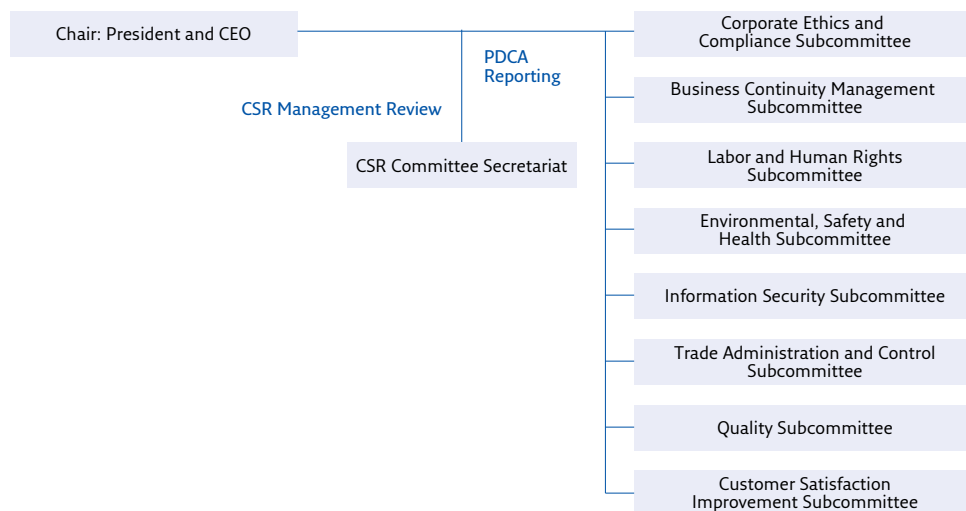 Chair: President and CEO
PDCA
Reporting
CSR Management Review
CSR Committee Secretariat
Corporate Ethics and
Compliance Subcommittee
Business Continuity Management
Subcommittee
Labor and Human Rights
Subcommittee
Environmental, Safety and
Health Subcommittee
Information Security Subcommittee
Trade Administration and Control
Subcommittee
Quality Subcommittee
Customer Satisfaction
Improvement Subcommittee